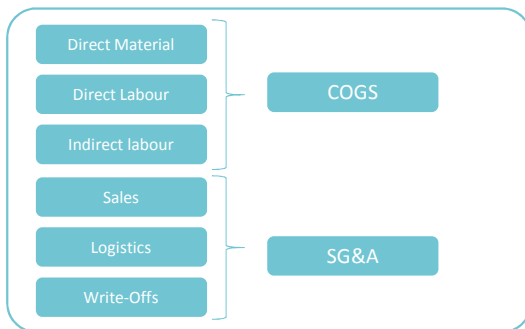 Direct Material
Direct Labour
COGS
Indirect labour
Sales
Logistics
SG&A
Write-Offs